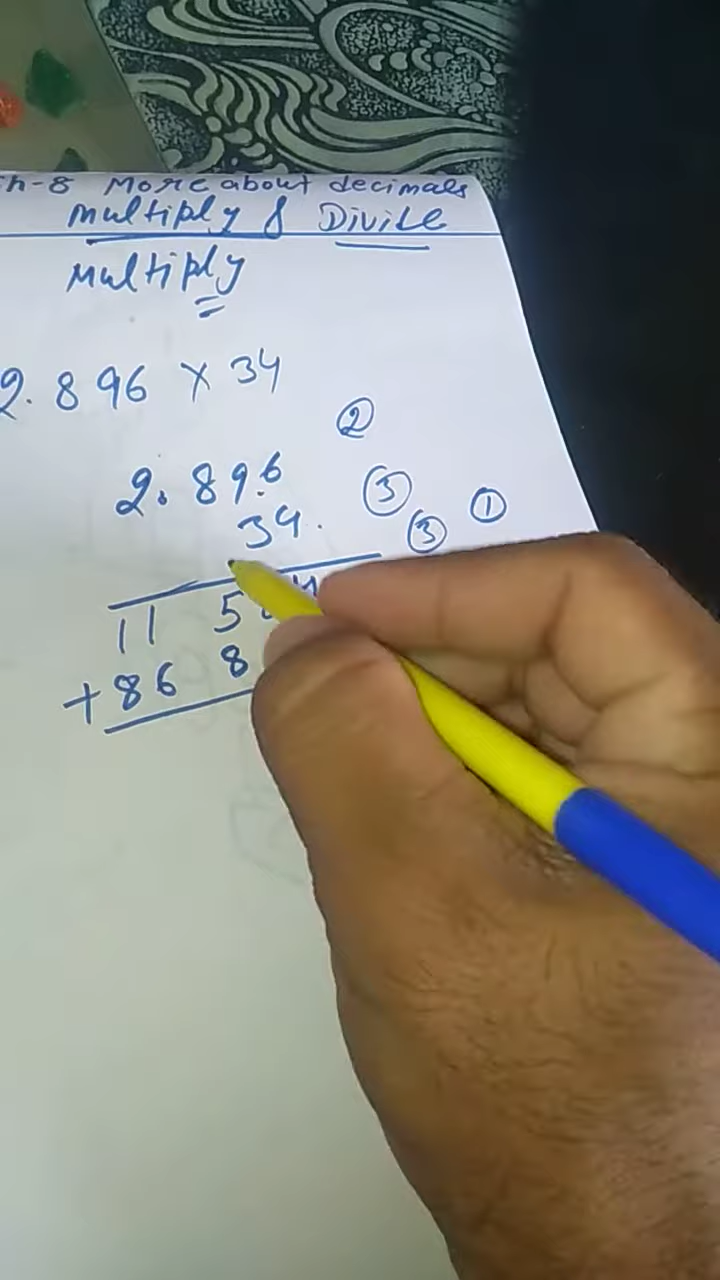 Ch-8 More about decimals
Multiply & Divile
Multiply
2.896 X 34
②
2.896
③ ①
34
③
11 5
+86 8